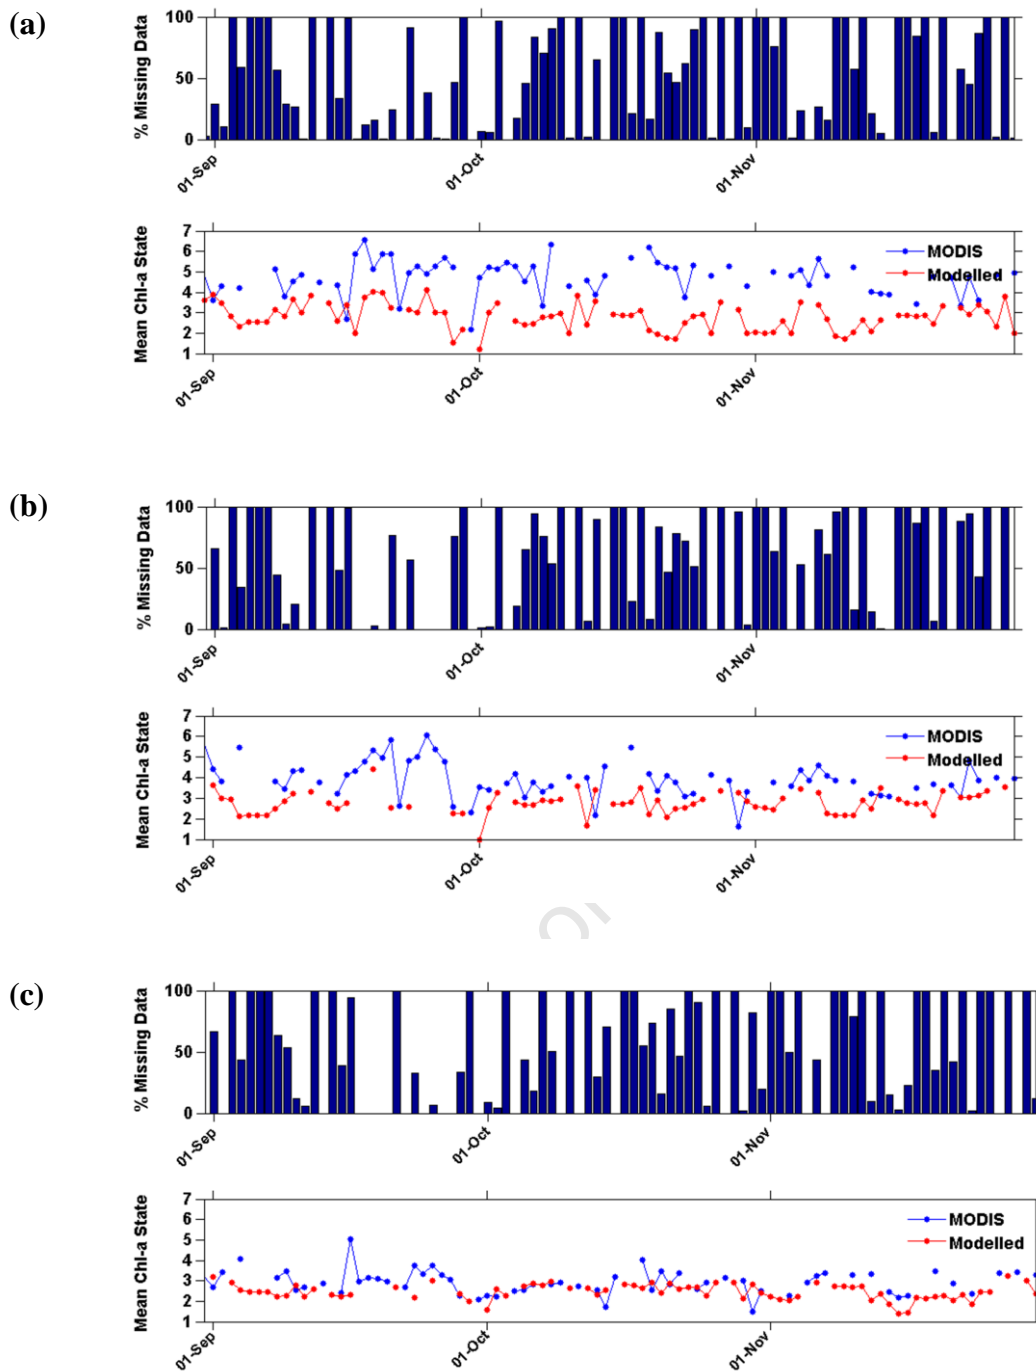 (a)
% Missing Data
100
50
0
01-Sep
01-Oct
01-Nov
Mean Chl-a State
7
6
5
4
3
2
1
MODIS
Modelled
01-Sep
01-Oct
01-Nov
(b)
% Missing Data
100
50
0
01-Sep
01-Oct
01-Nov
Mean Chl-a State
7
6
5
4
3
2
1
MODIS
Modelled
01-Sep
01-Oct
01-Nov
(c)
% Missing Data
100
50
0
01-Sep
01-Oct
01-Nov
Mean Chl-a State
7
6
5
4
3
2
1
MODIS
Modelled
01-Sep
01-Oct
01-Nov